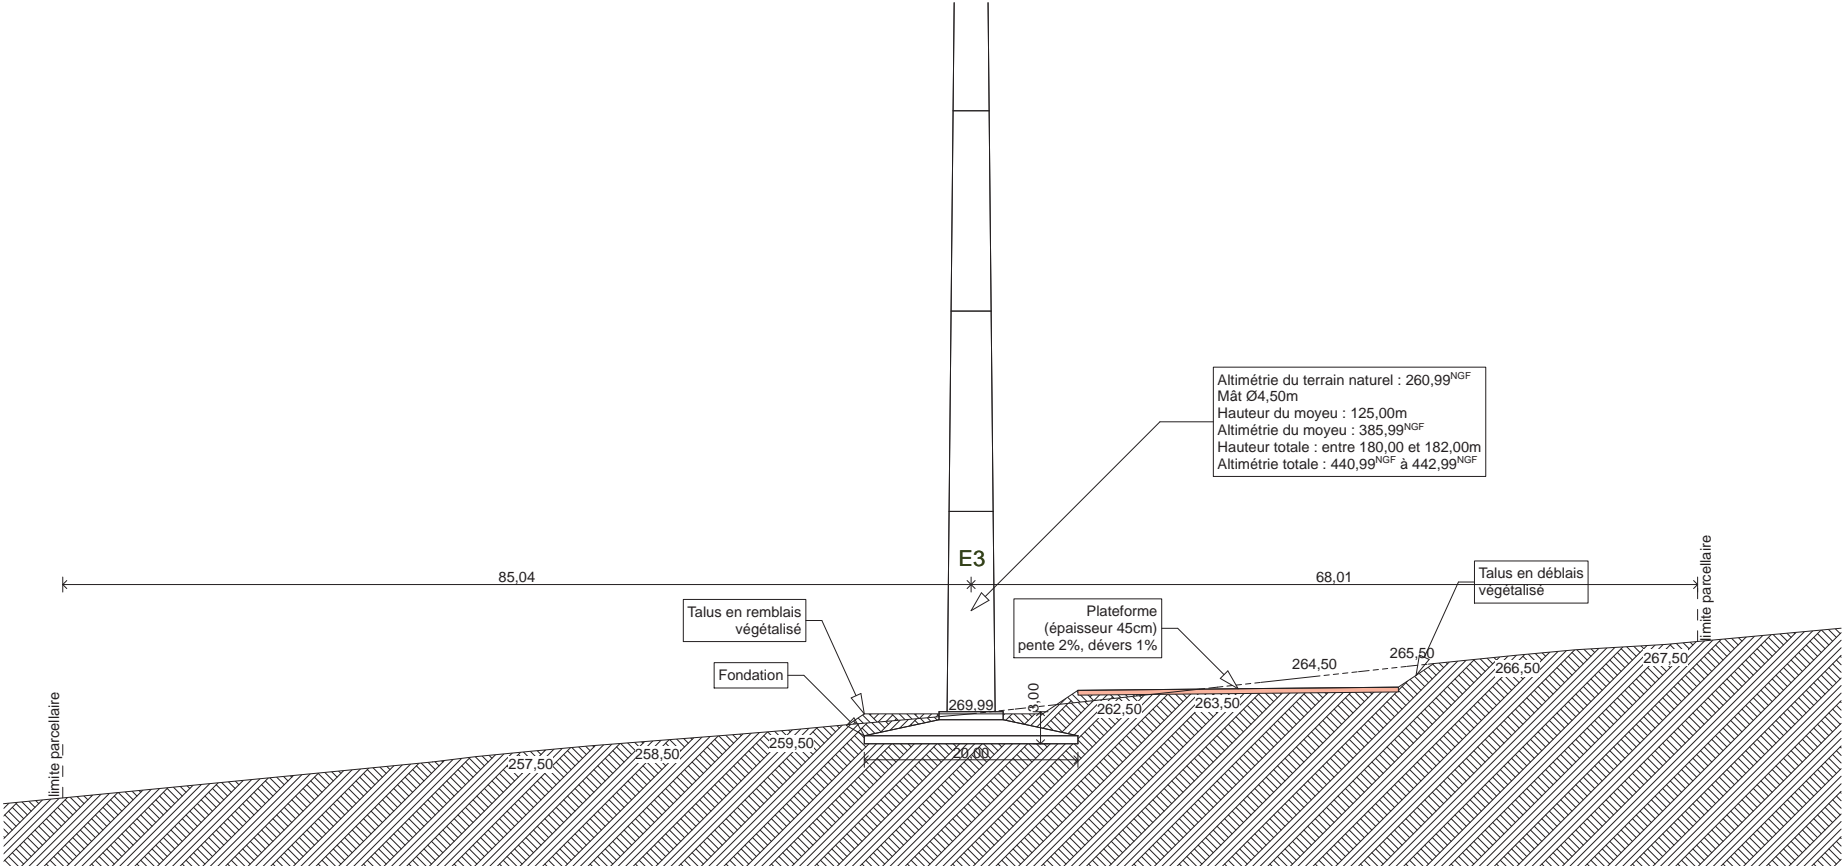 Altimétrie du terrain naturel : 260,99NGF
Mât Ø4,50m
Hauteur du moyeu : 125,00m
Altimétrie du moyeu : 385,99NGF
Hauteur totale : entre 180,00 et 182,00m
Altimétrie totale : 440,99NGF à 442,99NGF
E3
85,04
68,01
limite parcellaire
Talus en déblais
végétalisé
Talus en remblais
végétalisé
Plateforme
(épaisseur 45cm)
pente 2%, dévers 1%
Fondation
265,50
264,50
266,50
267,50
269,99
3,00
262,50
263,50
limite parcellaire
259,50
258,50
257,50
20,00